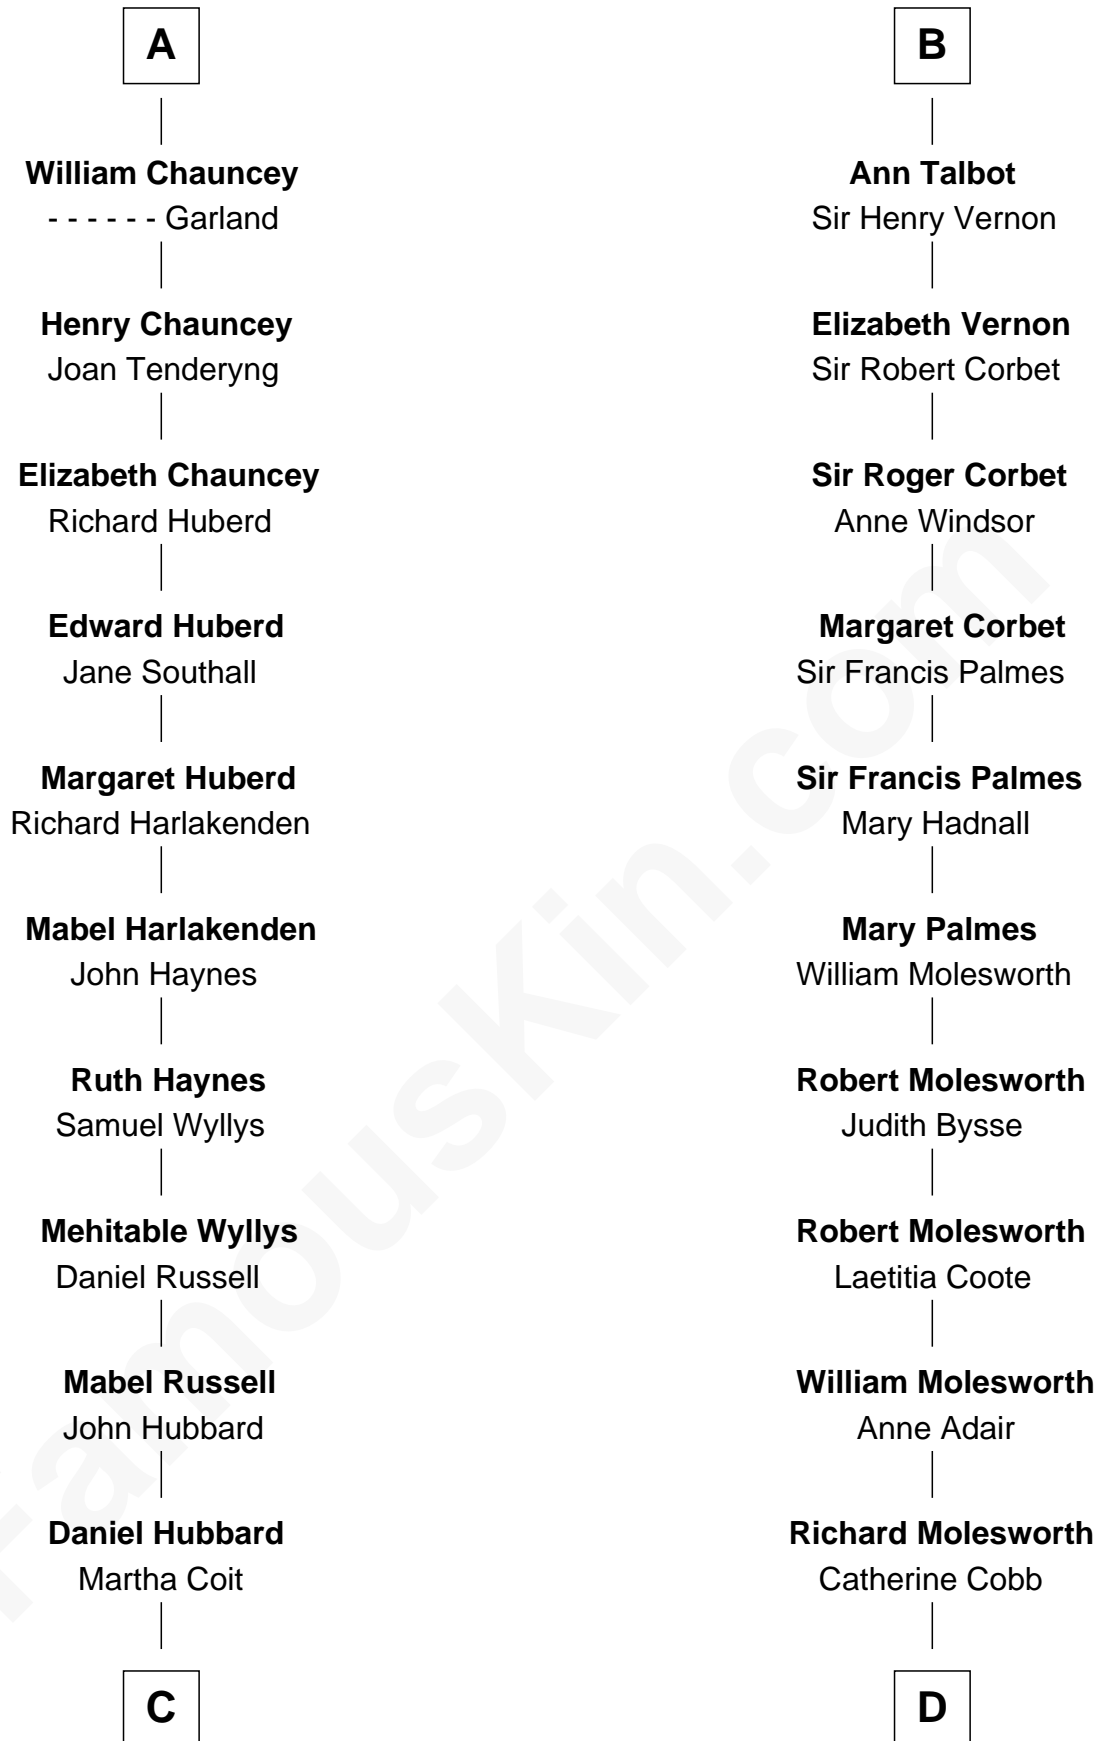 A
William Chauncey
- - - - - - Garland
Henry Chauncey
Joan Tenderyng
Elizabeth Chauncey
Richard Huberd
Edward Huberd
Jane Southall
Margaret Huberd
Richard Harlakenden
Mabel Harlakenden
John Haynes
Ruth Haynes
Samuel Wyllys
Mehitable Wyllys
Daniel Russell
Mabel Russell
John Hubbard
Daniel Hubbard
Martha Coit
C
B
Ann Talbot
Sir Henry Vernon
Elizabeth Vernon
Sir Robert Corbet
Sir Roger Corbet
Anne Windsor
Margaret Corbet
Sir Francis Palmes
Sir Francis Palmes
Mary Hadnall
Mary Palmes
William Molesworth
Robert Molesworth
Judith Bysse
Robert Molesworth
Laetitia Coote
William Molesworth
Anne Adair
Richard Molesworth
Catherine Cobb
D
FamousKin.com